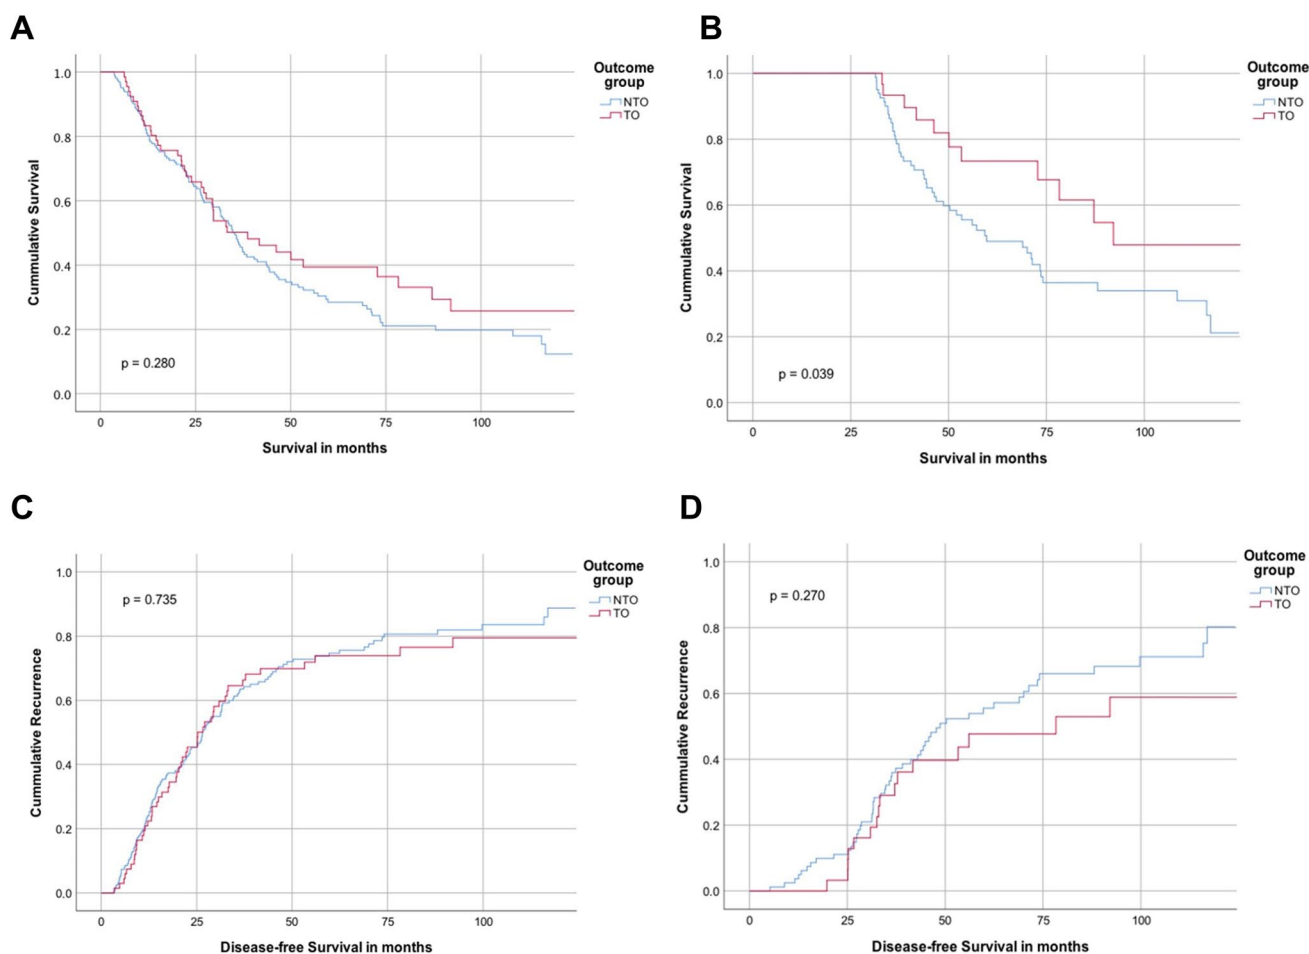 A
Outcome
group
NTO
TO
1.0
0.8
0.6
0.4
0.2
0.0
Cummulative Survival
p = 0.280
0 25 50 75 100
Survival in months
B
Outcome
group
NTO
TO
1.0
0.8
0.6
0.4
0.2
0.0
Cummulative Survival
p = 0.039
0 25 50 75 100
Survival in months
C
Outcome
group
NTO
TO
1.0
0.8
0.6
0.4
0.2
0.0
Cummulative Recurrence
p = 0.735
0 25 50 75 100
Disease-free Survival in months
D
Outcome
group
NTO
TO
1.0
0.8
0.6
0.4
0.2
0.0
Cummulative Recurrence
p = 0.270
0 25 50 75 100
Disease-free Survival in months